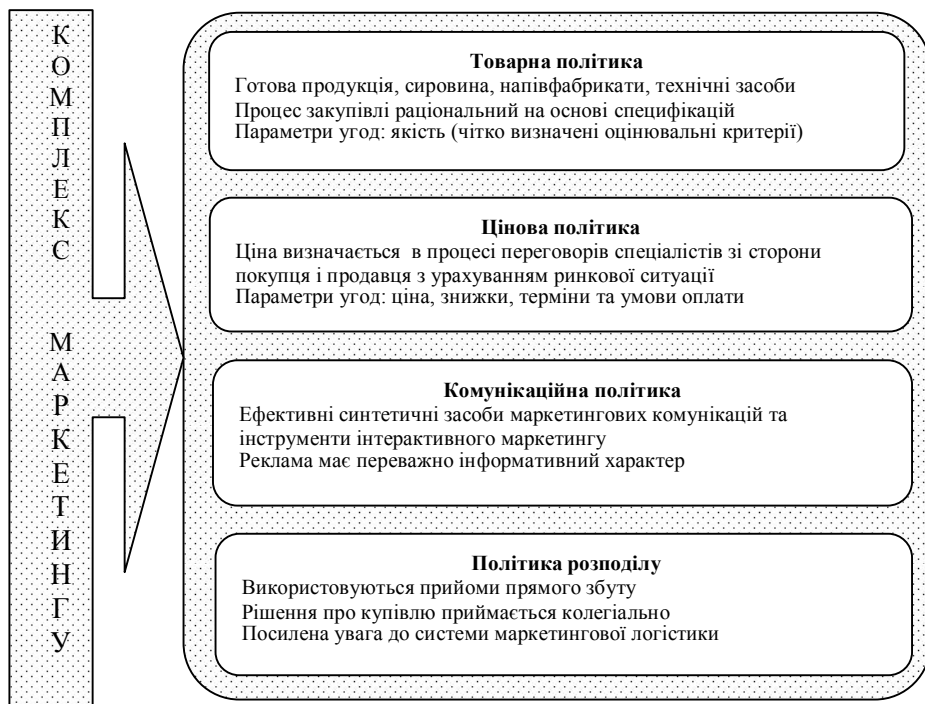 КОМПЛЕКС МАРКЕТИНГУ
Товарна політика
Готова продукція, сировина, напівфабрикати, технічні засоби
Процес закупівлі раціональний на основі специфікацій
Параметри угод: якість (чітко визначені оцінювальні критерії)
Цінова політика
Ціна визначається в процесі переговорів спеціалістів зі сторони
покупця і продавця з урахуванням ринкової ситуації
Параметри угод: ціна, знижки, терміни та умови оплати
Комунікаційна політика
Ефективні синтетичні засоби маркетингових комунікацій та
інструменти інтерактивного маркетингу
Реклама має переважно інформативний характер
Політика розподілу
Використовуються прийоми прямого збуту
Рішення про купівлю приймається колегіально
Посилена увага до системи маркетингової логістики